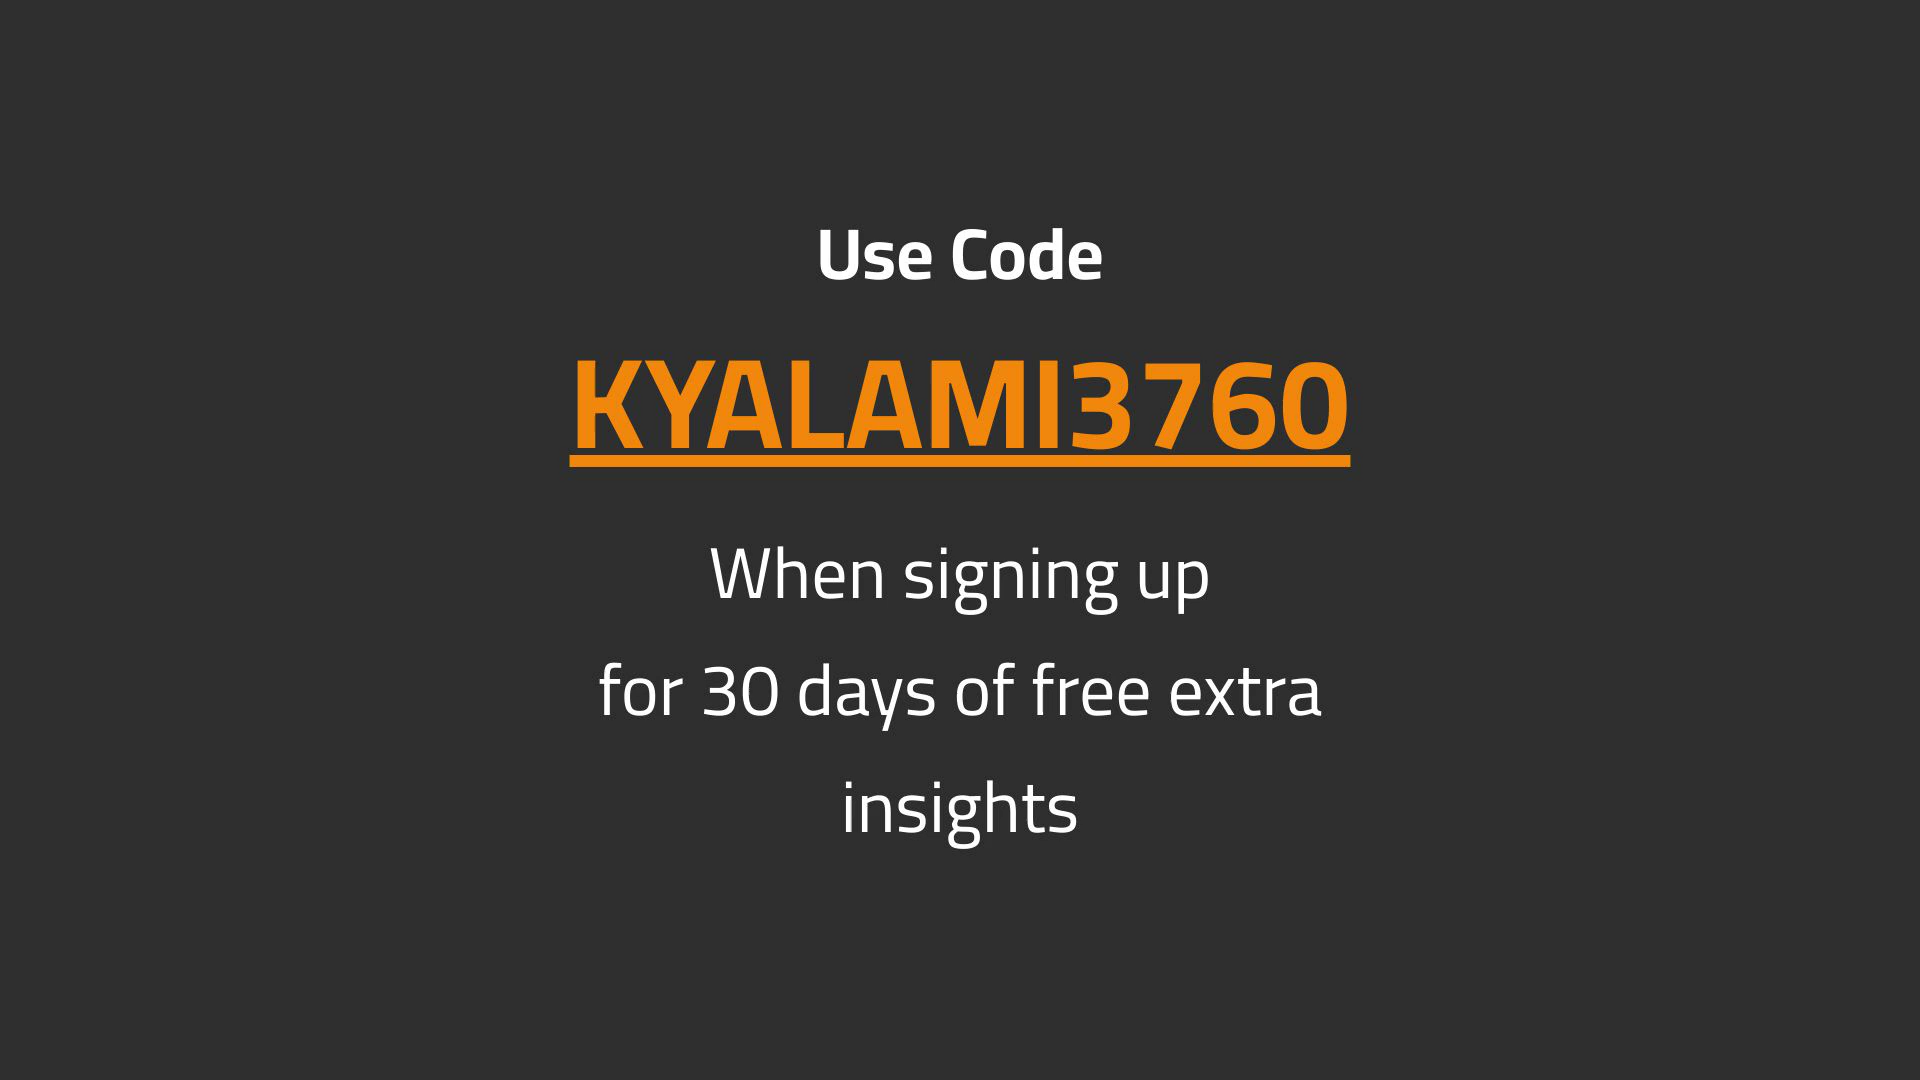 Use Code
KYALAMI3760
When signing up
for 30 days of free extra
insights